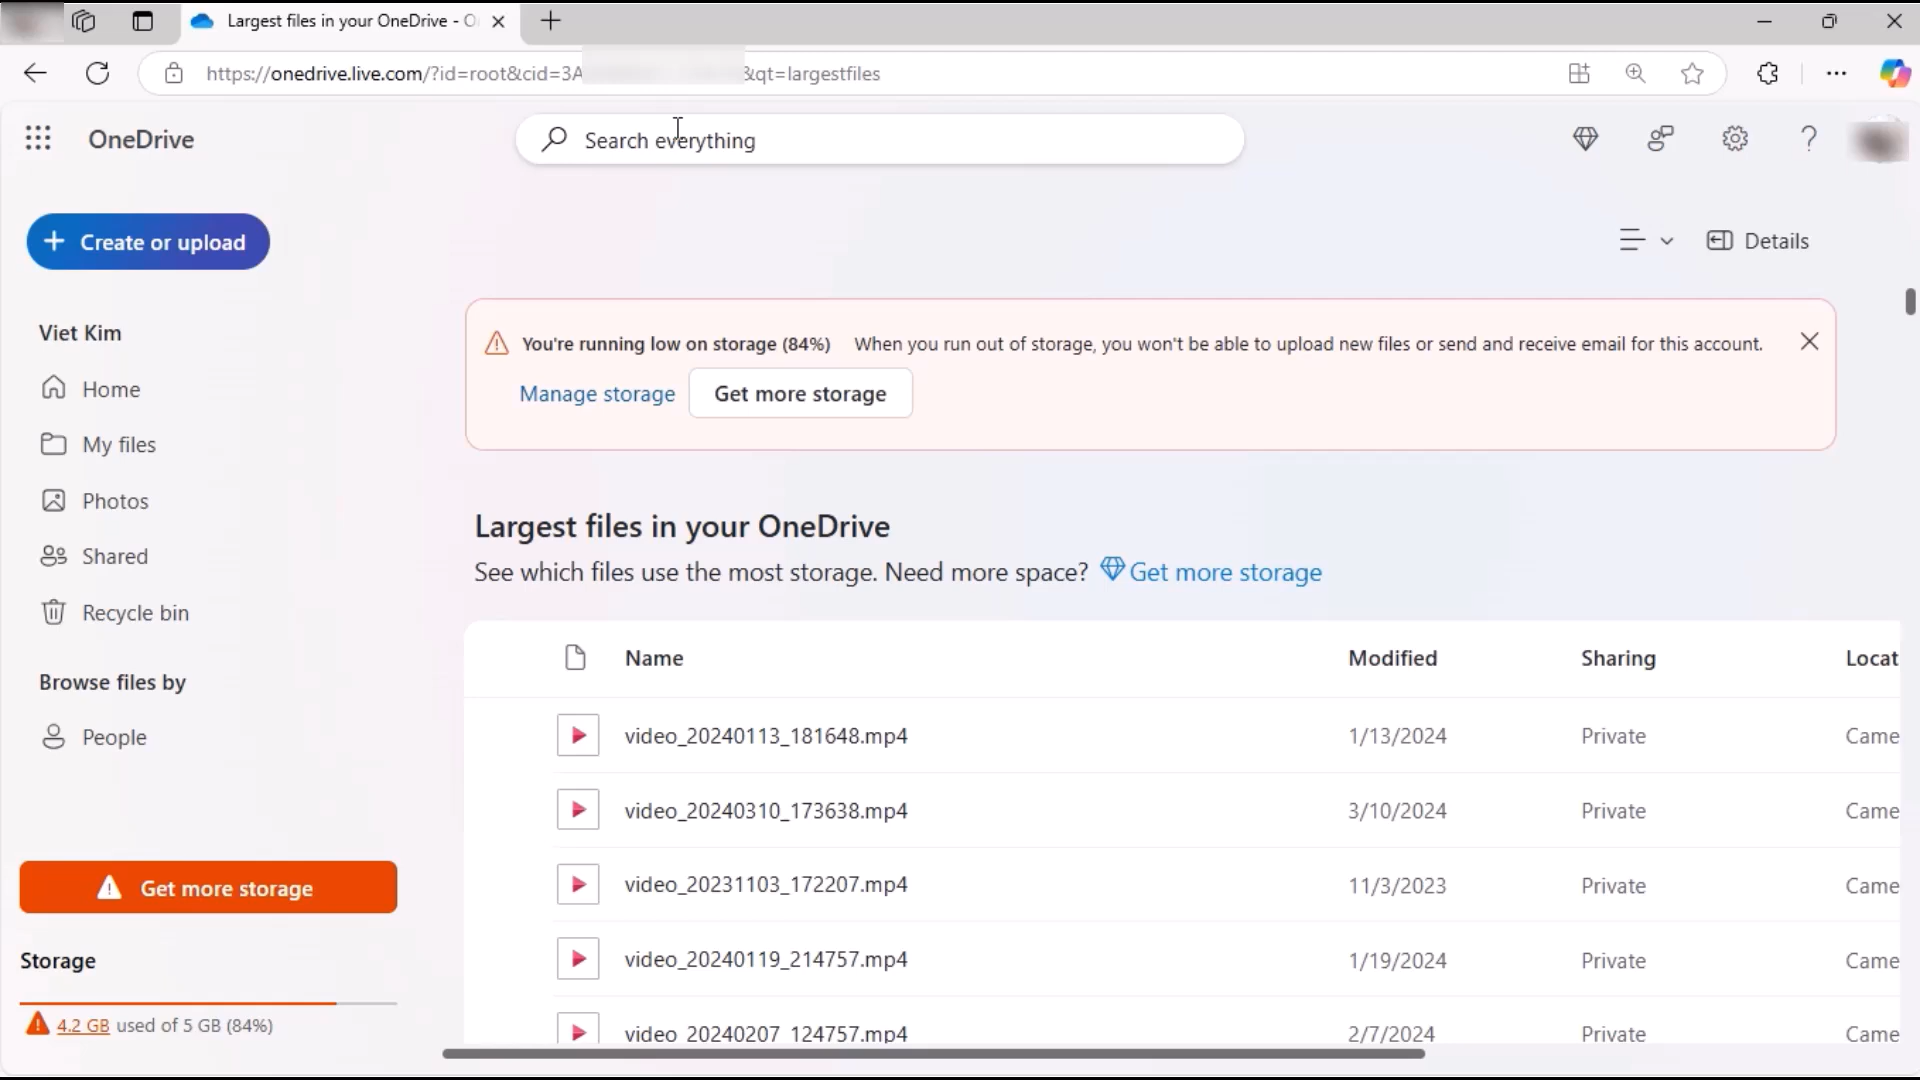 Largest files in your OneDrive - O
https://onedrive.live.com/?id=root&cid=3A
&qt=largestfiles
OneDrive
Search everything
Create or upload
Details
Viet Kim
Home
My files
Photos
Shared
Recycle bin
Browse files by
People
Get more storage
Storage
4.2 GB used of 5 GB (84%)
You're running low on storage (84%) When you run out of storage, you won't be able to upload new files or send and receive email for this account.
Manage storage Get more storage
Largest files in your OneDrive
See which files use the most storage. Need more space? Get more storage
Name Modified Sharing Locat
video_20240113_181648.mp4 1/13/2024 Private Came
video_20240310_173638.mp4 3/10/2024 Private Came
video_20231103_172207.mp4 11/3/2023 Private Came
video_20240119_214757.mp4 1/19/2024 Private Came
video_20240207_124757.mp4 2/7/2024 Private Came